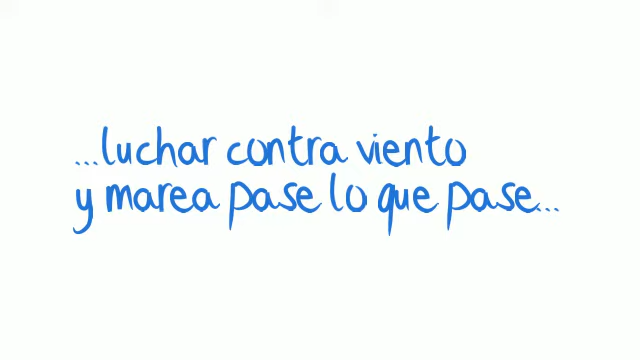 ...luchar contra viento
y marea pase lo que pase...